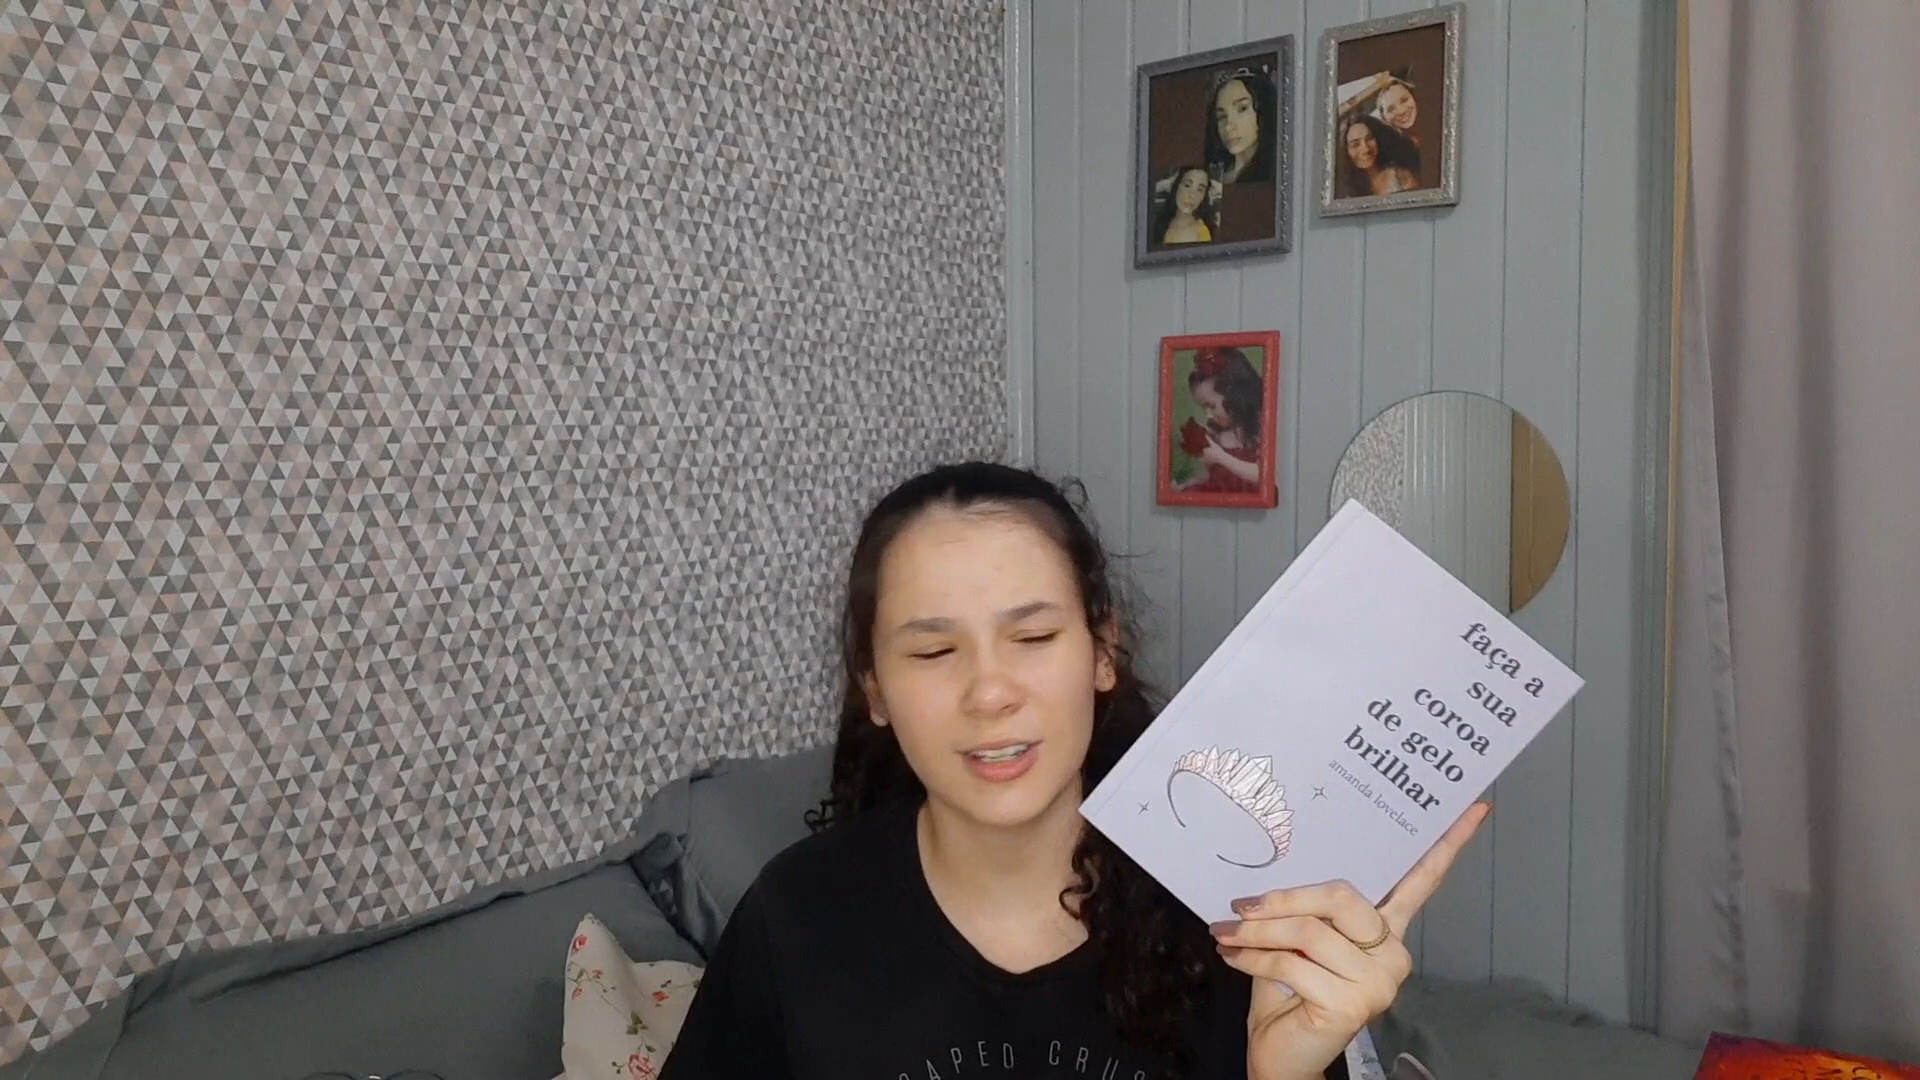 faça a
sua
coroa
de gelo
brilhar
amanda lovelace